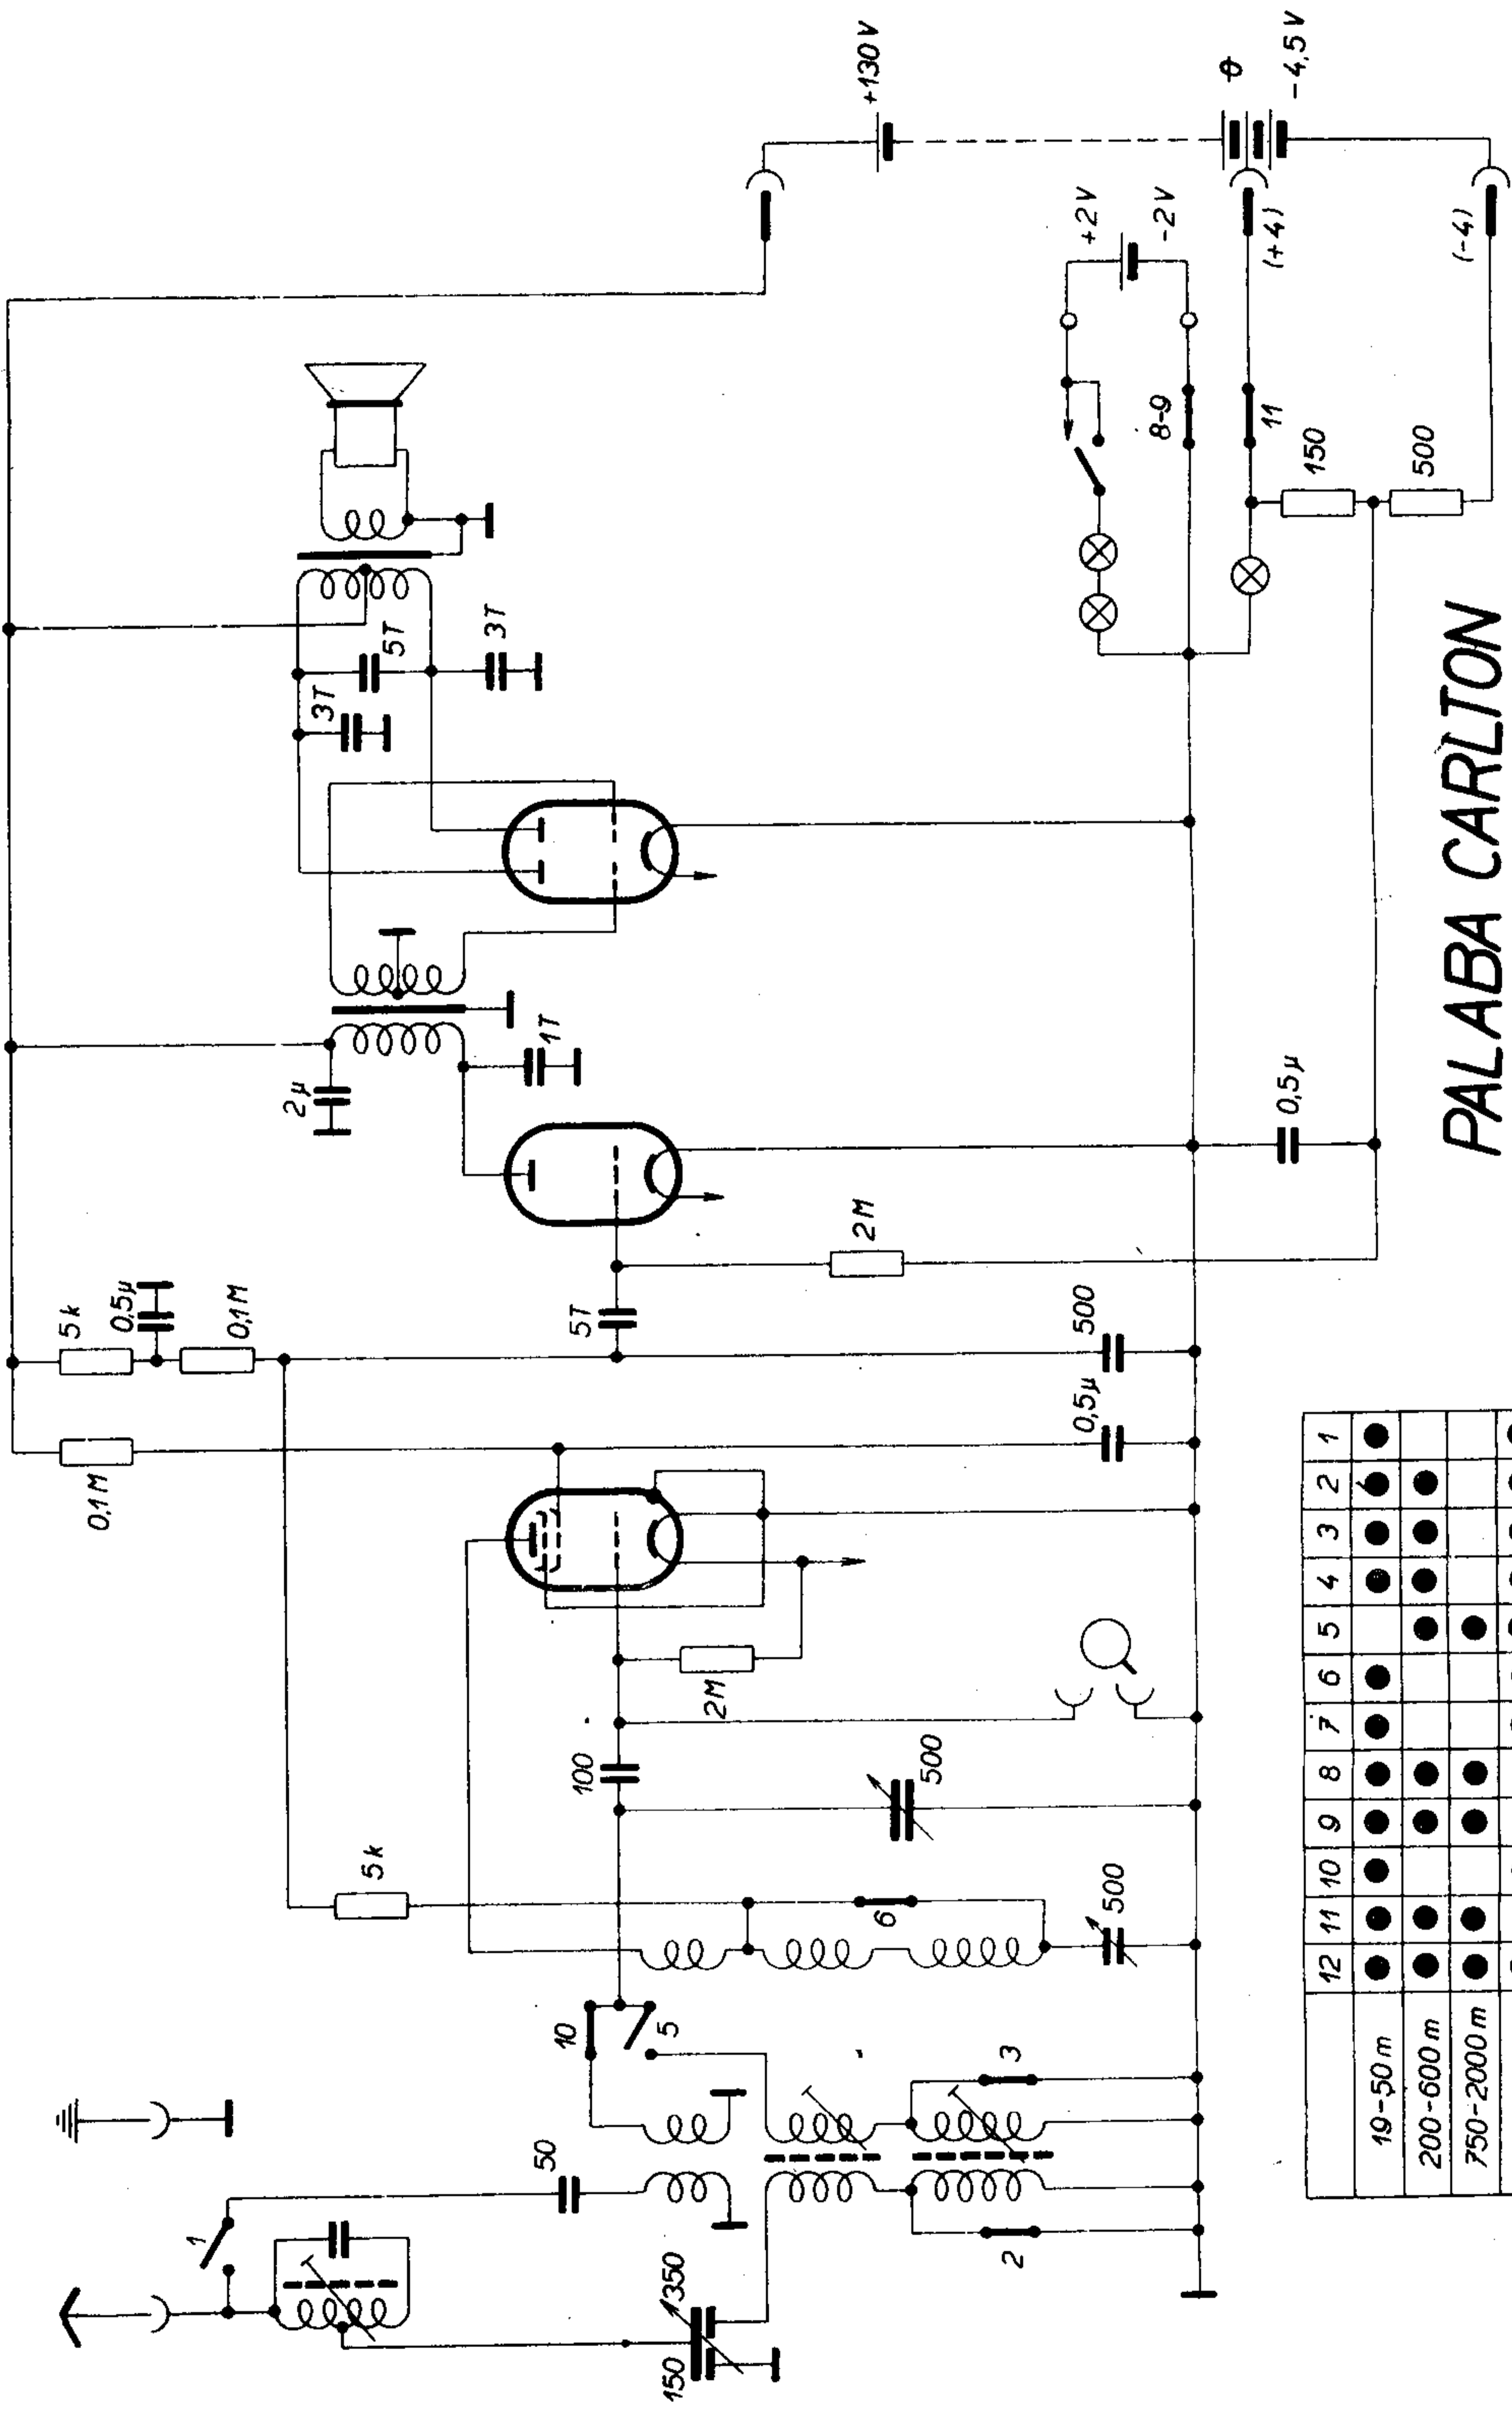 5k
0,1M
0,5µ
1
0,1M
2µ
3T
5k
5T
3T
50
1T
10
100
5T
5
150
350
2M
2M
+130V
6
500
2
3
0,5µ
500
+2V
500
8-9
-2V
θ
11
(+4)
0,5µ
-4,5V
150
500
(-4)
PALABA CARLTON
12 11 10 9 8 7 6 5 4 3 2 1
19-50 m
200-600 m
750-2000 m